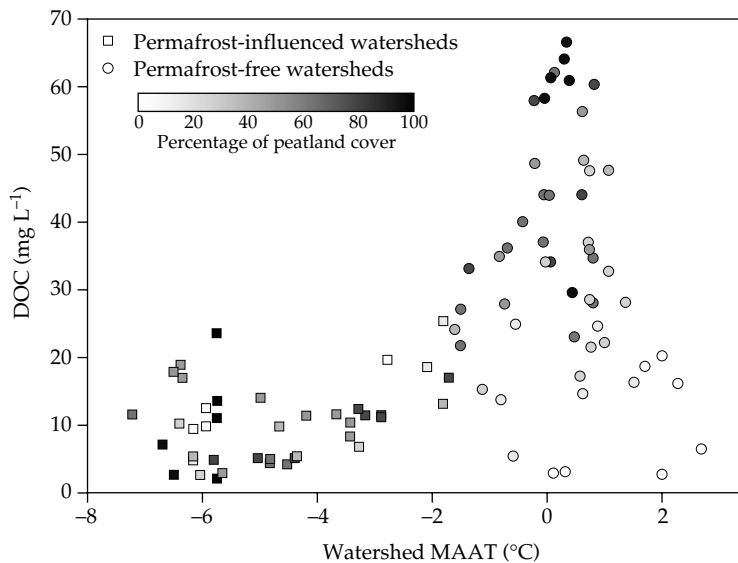 70
60
50
40
30
20
10
0
DOC (mg L⁻¹)
Permafrost-influenced watersheds
Permafrost-free watersheds
0 20 40 60 80 100
Percentage of peatland cover
–8 –6 –4 –2 0 2
Watershed MAAT (°C)